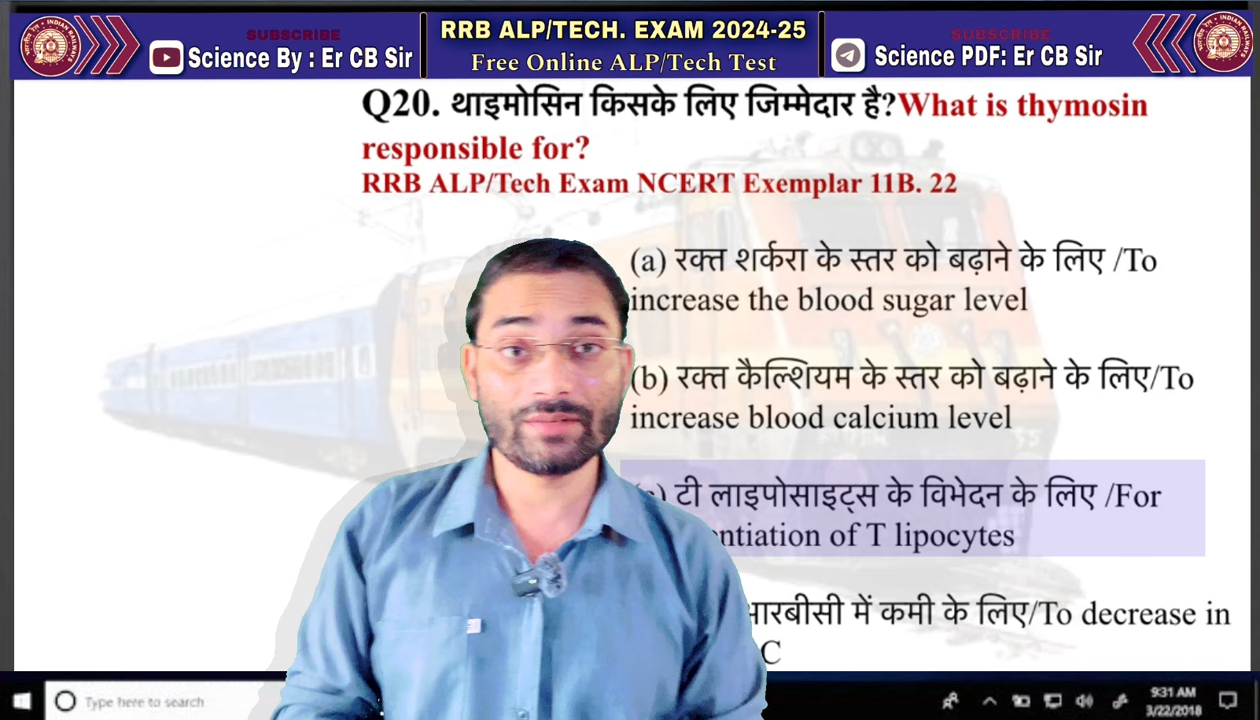 SUBSCRIBE
Science By : Er CB Sir
RRB ALP/TECH. EXAM 2024-25
Free Online ALP/Tech Test
SUBSCRIBE
Science PDF: Er CB Sir
INDIAN RAILWAYS
Q20. थाइमोसिन किसके लिए जिम्मेदार है?What is thymosin
responsible for?
RRB ALP/Tech Exam NCERT Exemplar 11B. 22
(a) रक्त शर्करा के स्तर को बढ़ाने के लिए /To
increase the blood sugar level
(b) रक्त कैल्शियम के स्तर को बढ़ाने के लिए/To
increase blood calcium level
टी लाइपोसाइट्स के विभेदन के लिए /For
ntiation of T lipocytes
आरबीसी में कमी के लिए/To decrease in
C
Type here to search
9:31 AM
3/22/2018